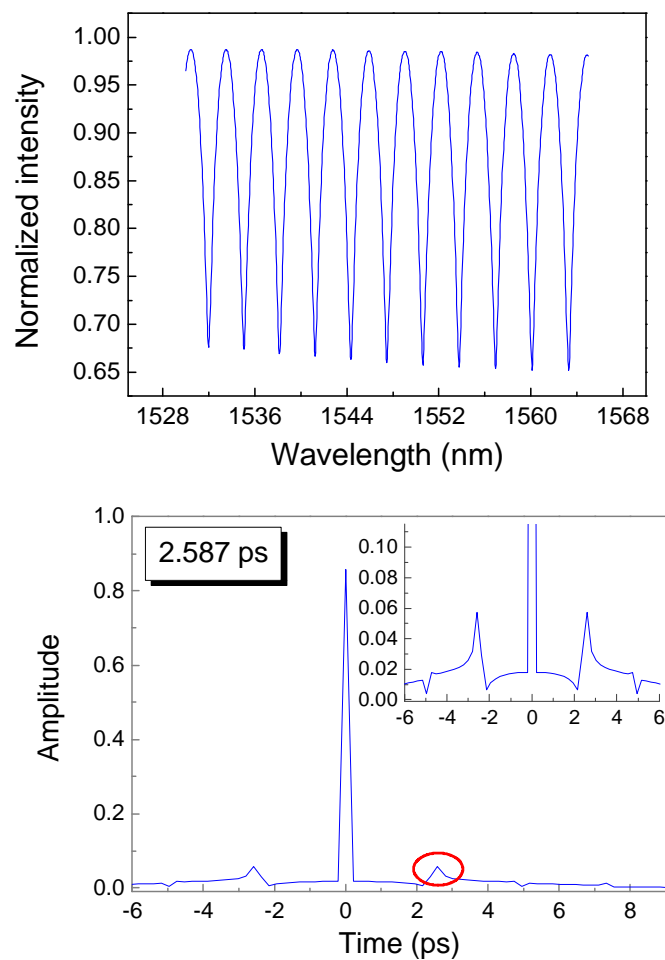 1.00
0.95
0.90
0.85
0.80
0.75
0.70
0.65
Normalized intensity
1528 1536 1544 1552 1560 1568
Wavelength (nm)
1.0
0.8
0.6
0.4
0.2
0.0
Amplitude
2.587 ps
0.10
0.08
0.06
0.04
0.02
0.00
-6 -4 -2 0 2 4 6
-6 -4 -2 0 2 4 6 8
Time (ps)